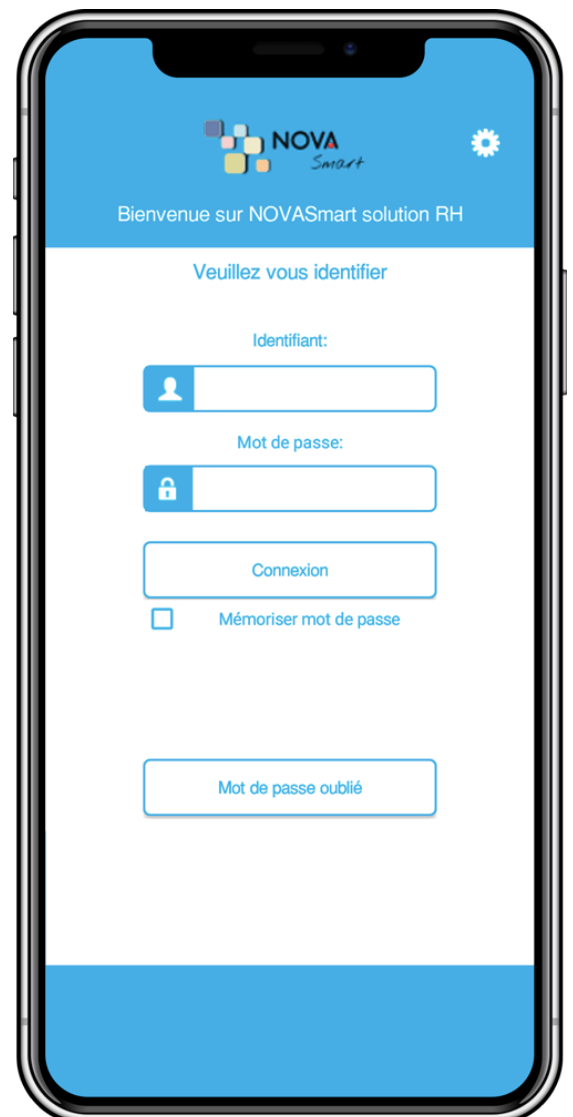 NOVA
Smart
Bienvenue sur NOVASmart solution RH
Veuillez vous identifier
Identifiant:
Mot de passe:
Connexion
Mémoriser mot de passe
Mot de passe oublié